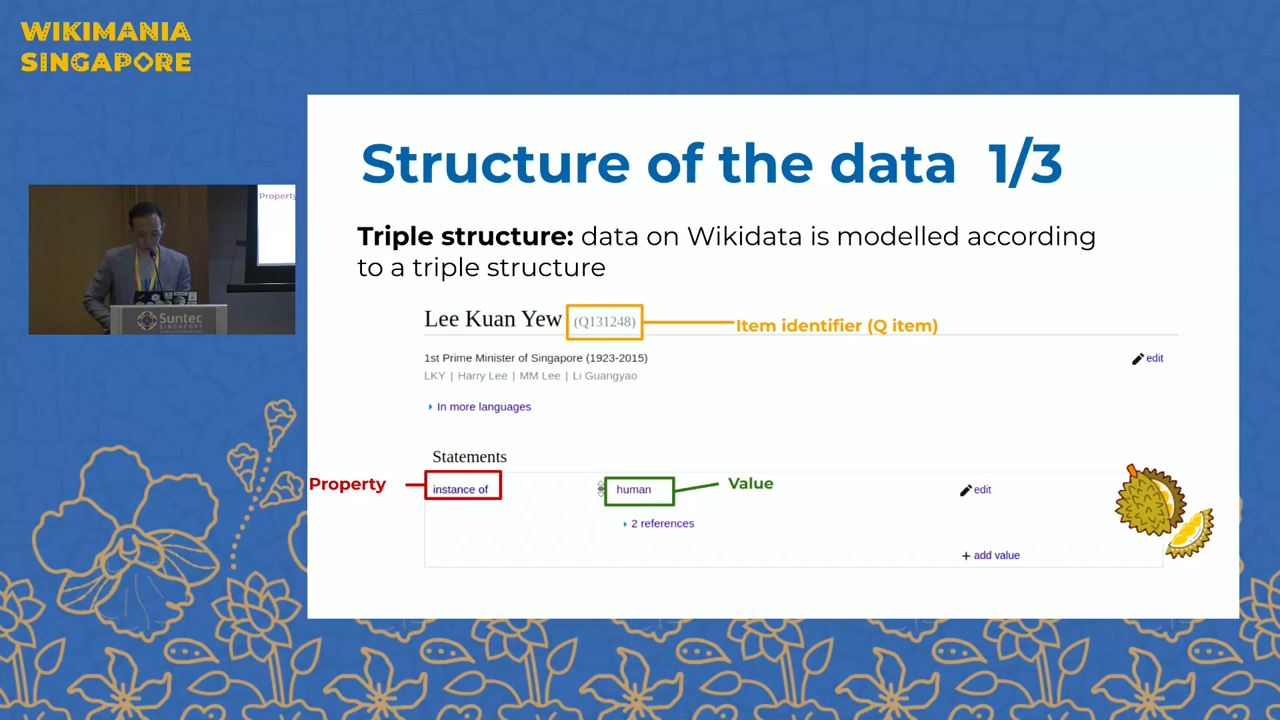 WIKIMANIA
SINGAPORE
Structure of the data 1/3
Property
Triple structure: data on Wikidata is modelled according
to a triple structure
Suntec
SINGAPORE
Lee Kuan Yew (Q131248)
Item identifier (Q item)
1st Prime Minister of Singapore (1923-2015)
edit
LKY | Harry Lee | MM Lee | Li Guangyao
In more languages
Statements
Property
instance of
human
Value
edit
2 references
+ add value